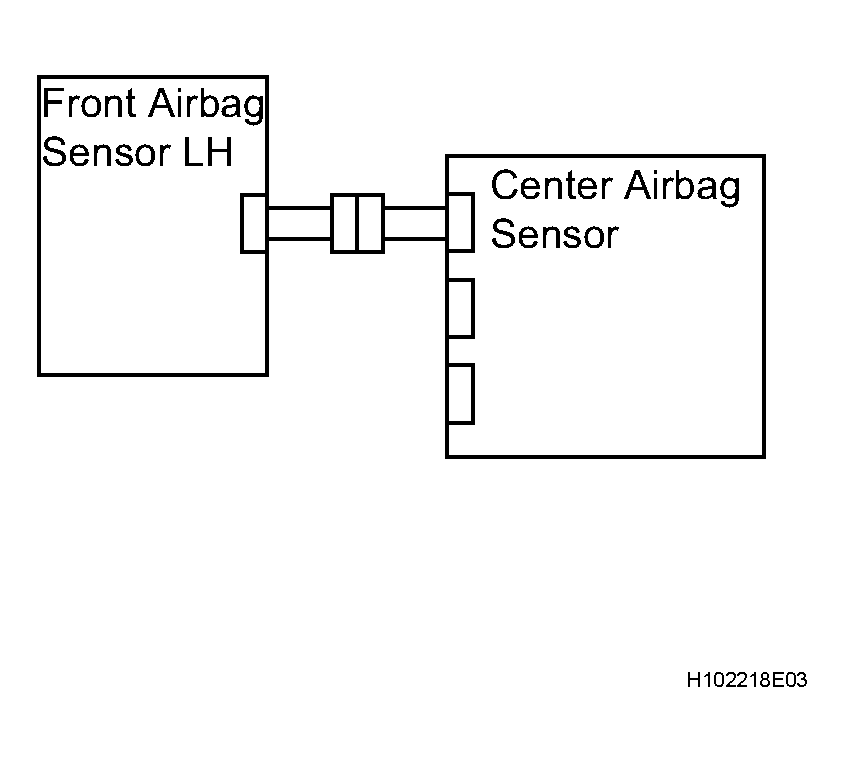 Front Airbag
Sensor LH
Center Airbag
Sensor
H102218E03